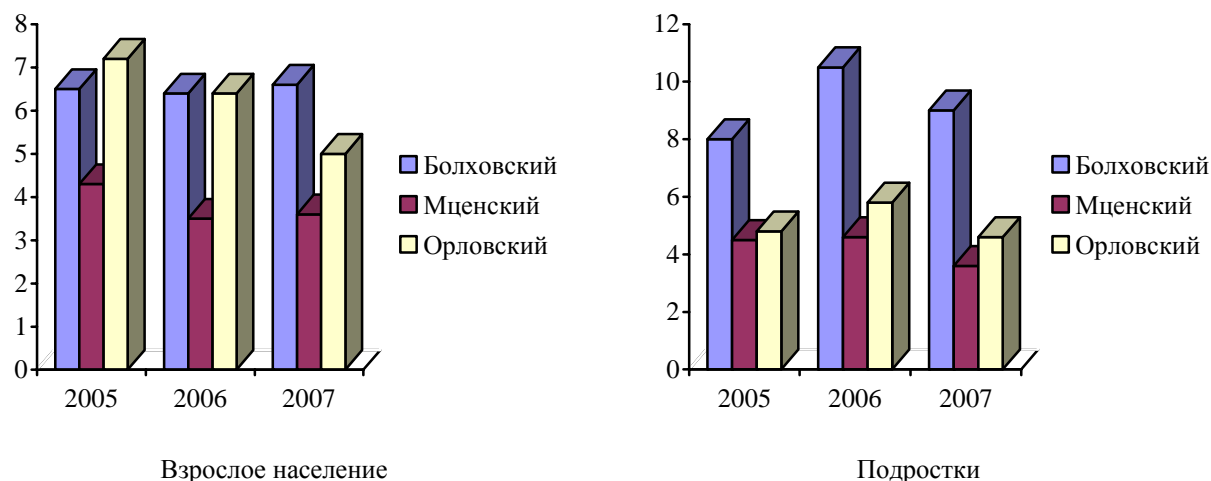 8
7
6
5
4
3
2
1
0
2005 2006 2007
Болховский
Мценский
Орловский
Взрослое население
12
10
8
6
4
2
0
2005 2006 2007
Болховский
Мценский
Орловский
Подростки